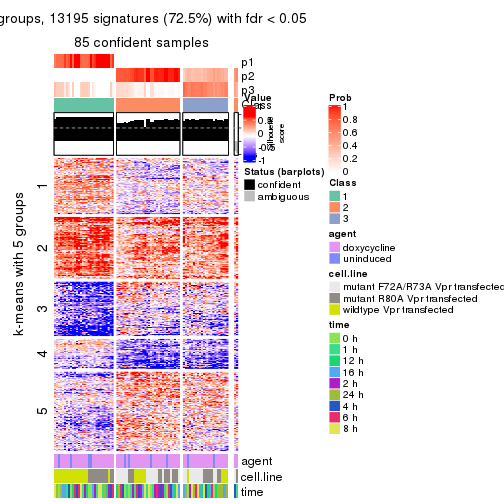 groups, 13195 signatures (72.5%) with fdr < 0.05
85 confident samples
p1
p2
p3
Class
k-means with 5 groups
1
2
3
4
5
agent
cell.line
time
Value
1
0.5
0
-0.5
-1
score
Status (barplots)
confident
ambiguous
Prob
1
0.8
0.6
0.4
0.2
0
Class
1
2
3
agent
doxycycline
uninduced
cell.line
mutant F72A/R73A Vpr transfected
mutant R80A Vpr transfected
wildtype Vpr transfected
time
0 h
1 h
12 h
16 h
2 h
24 h
4 h
6 h
8 h